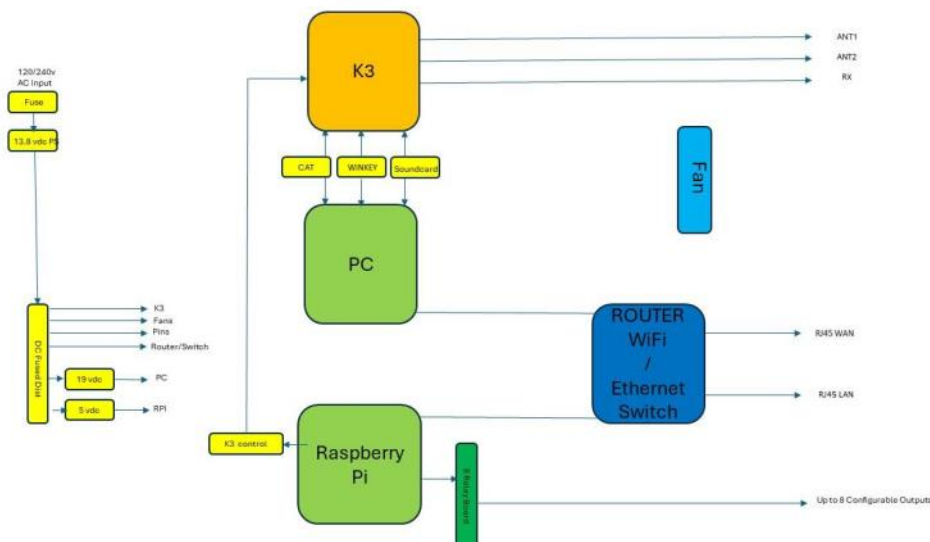 120/240v
AC Input
Fuse
13.8 vdc PS
DC Fused Dist
K3
Fans
Pins
Router/Switch
19 vdc
PC
5 vdc
RPI
K3
ANT1
ANT2
RX
CAT
WINKEY
Soundcard
Fan
PC
ROUTER
WiFi
/
Ethernet
Switch
RJ45 WAN
RJ45 LAN
K3 control
Raspberry
Pi
8 Relay Board
Up to 8 Configurable Outputs